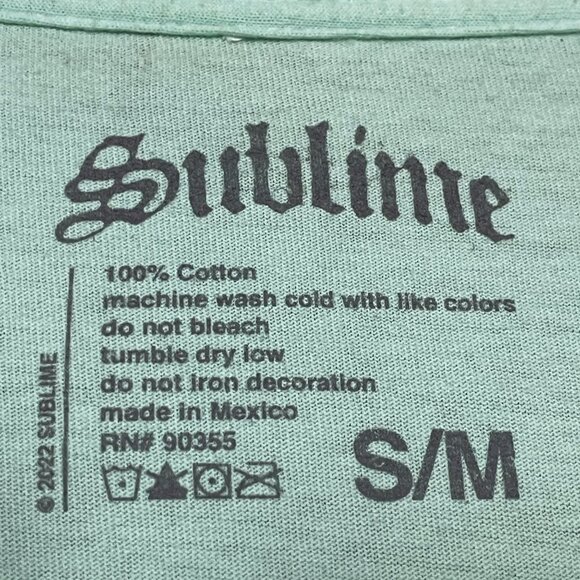 Sublime
100% Cotton
machine wash cold with like colors
do not bleach
tumble dry low
do not iron decoration
made in Mexico
RN# 90355
S/M
© 2022 SUBLIME